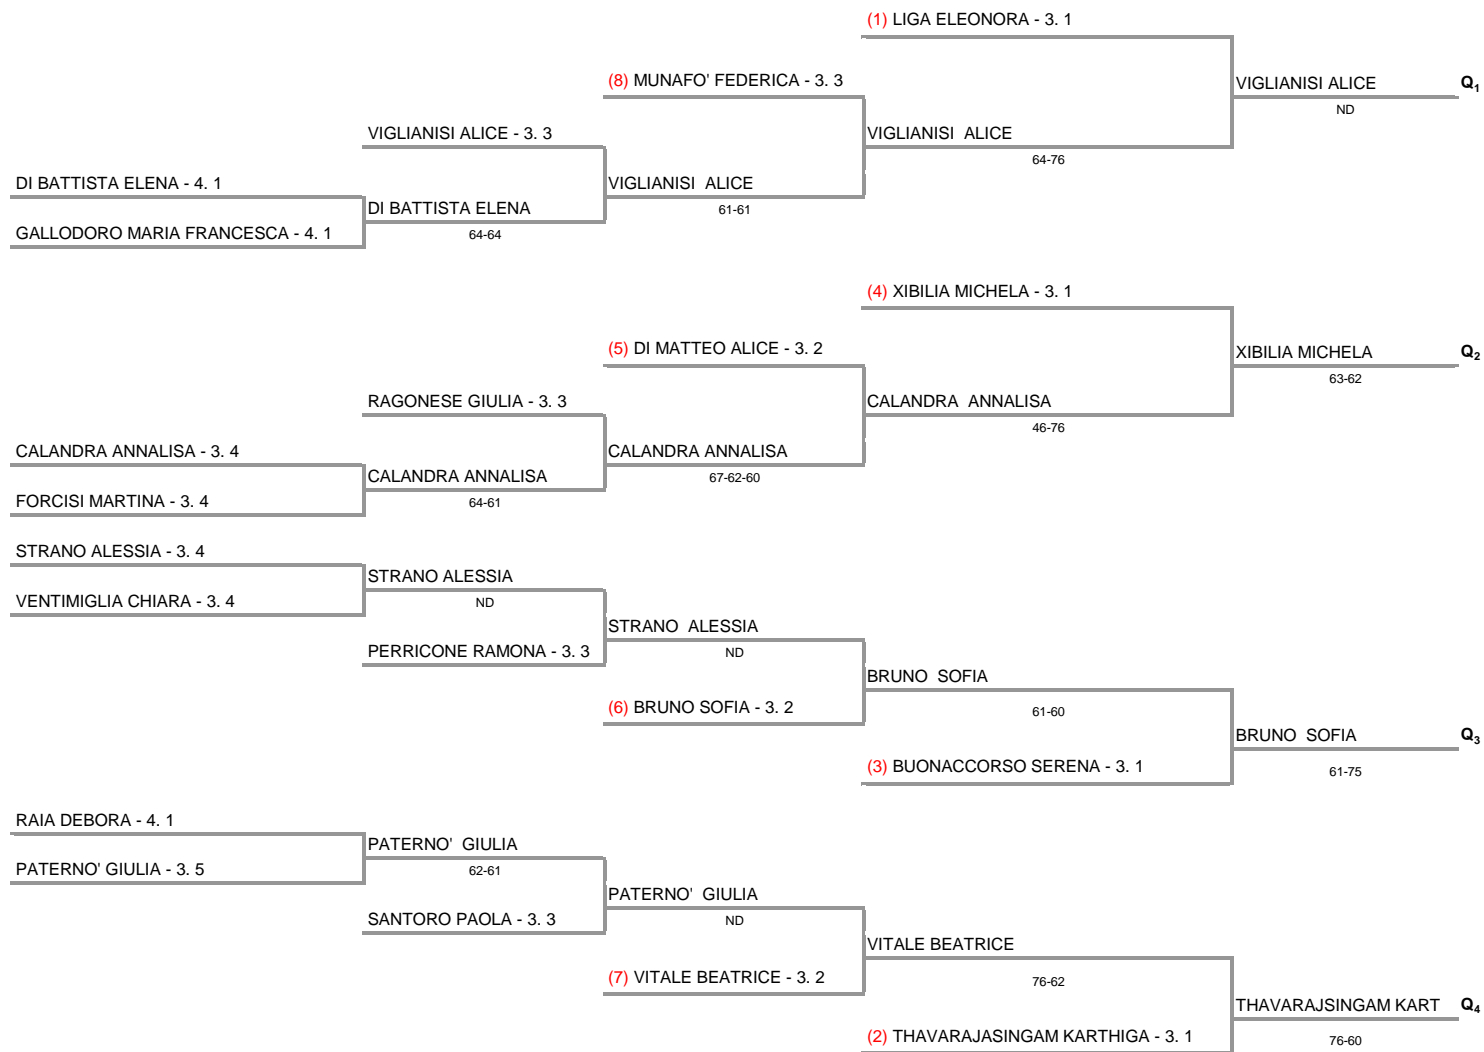 (1) LIGA ELEONORA - 3. 1
(8) MUNAFO' FEDERICA - 3. 3
VIGLIANISI ALICE Q1
ND
VIGLIANISI ALICE - 3. 3
VIGLIANISI  ALICE
64-76
DI BATTISTA ELENA - 4. 1
VIGLIANISI  ALICE
DI BATTISTA ELENA
61-61
GALLODORO MARIA FRANCESCA - 4. 1
64-64
(4) XIBILIA MICHELA - 3. 1
(5) DI MATTEO ALICE - 3. 2
XIBILIA MICHELA Q2
63-62
RAGONESE GIULIA - 3. 3
CALANDRA  ANNALISA
46-76
CALANDRA ANNALISA - 3. 4
CALANDRA ANNALISA
CALANDRA ANNALISA
67-62-60
FORCISI MARTINA - 3. 4
64-61
STRANO ALESSIA - 3. 4
STRANO ALESSIA
VENTIMIGLIA CHIARA - 3. 4
ND
STRANO  ALESSIA
PERRICONE RAMONA - 3. 3
ND
BRUNO  SOFIA
(6) BRUNO SOFIA - 3. 2
61-60
BRUNO  SOFIA Q3
(3) BUONACCORSO SERENA - 3. 1
61-75
RAIA DEBORA - 4. 1
PATERNO'  GIULIA
PATERNO' GIULIA - 3. 5
62-61
PATERNO'  GIULIA
SANTORO PAOLA - 3. 3
ND
VITALE BEATRICE
(7) VITALE BEATRICE - 3. 2
76-62
THAVARAJSINGAM KART Q4
(2) THAVARAJASINGAM KARTHIGA - 3. 1
76-60